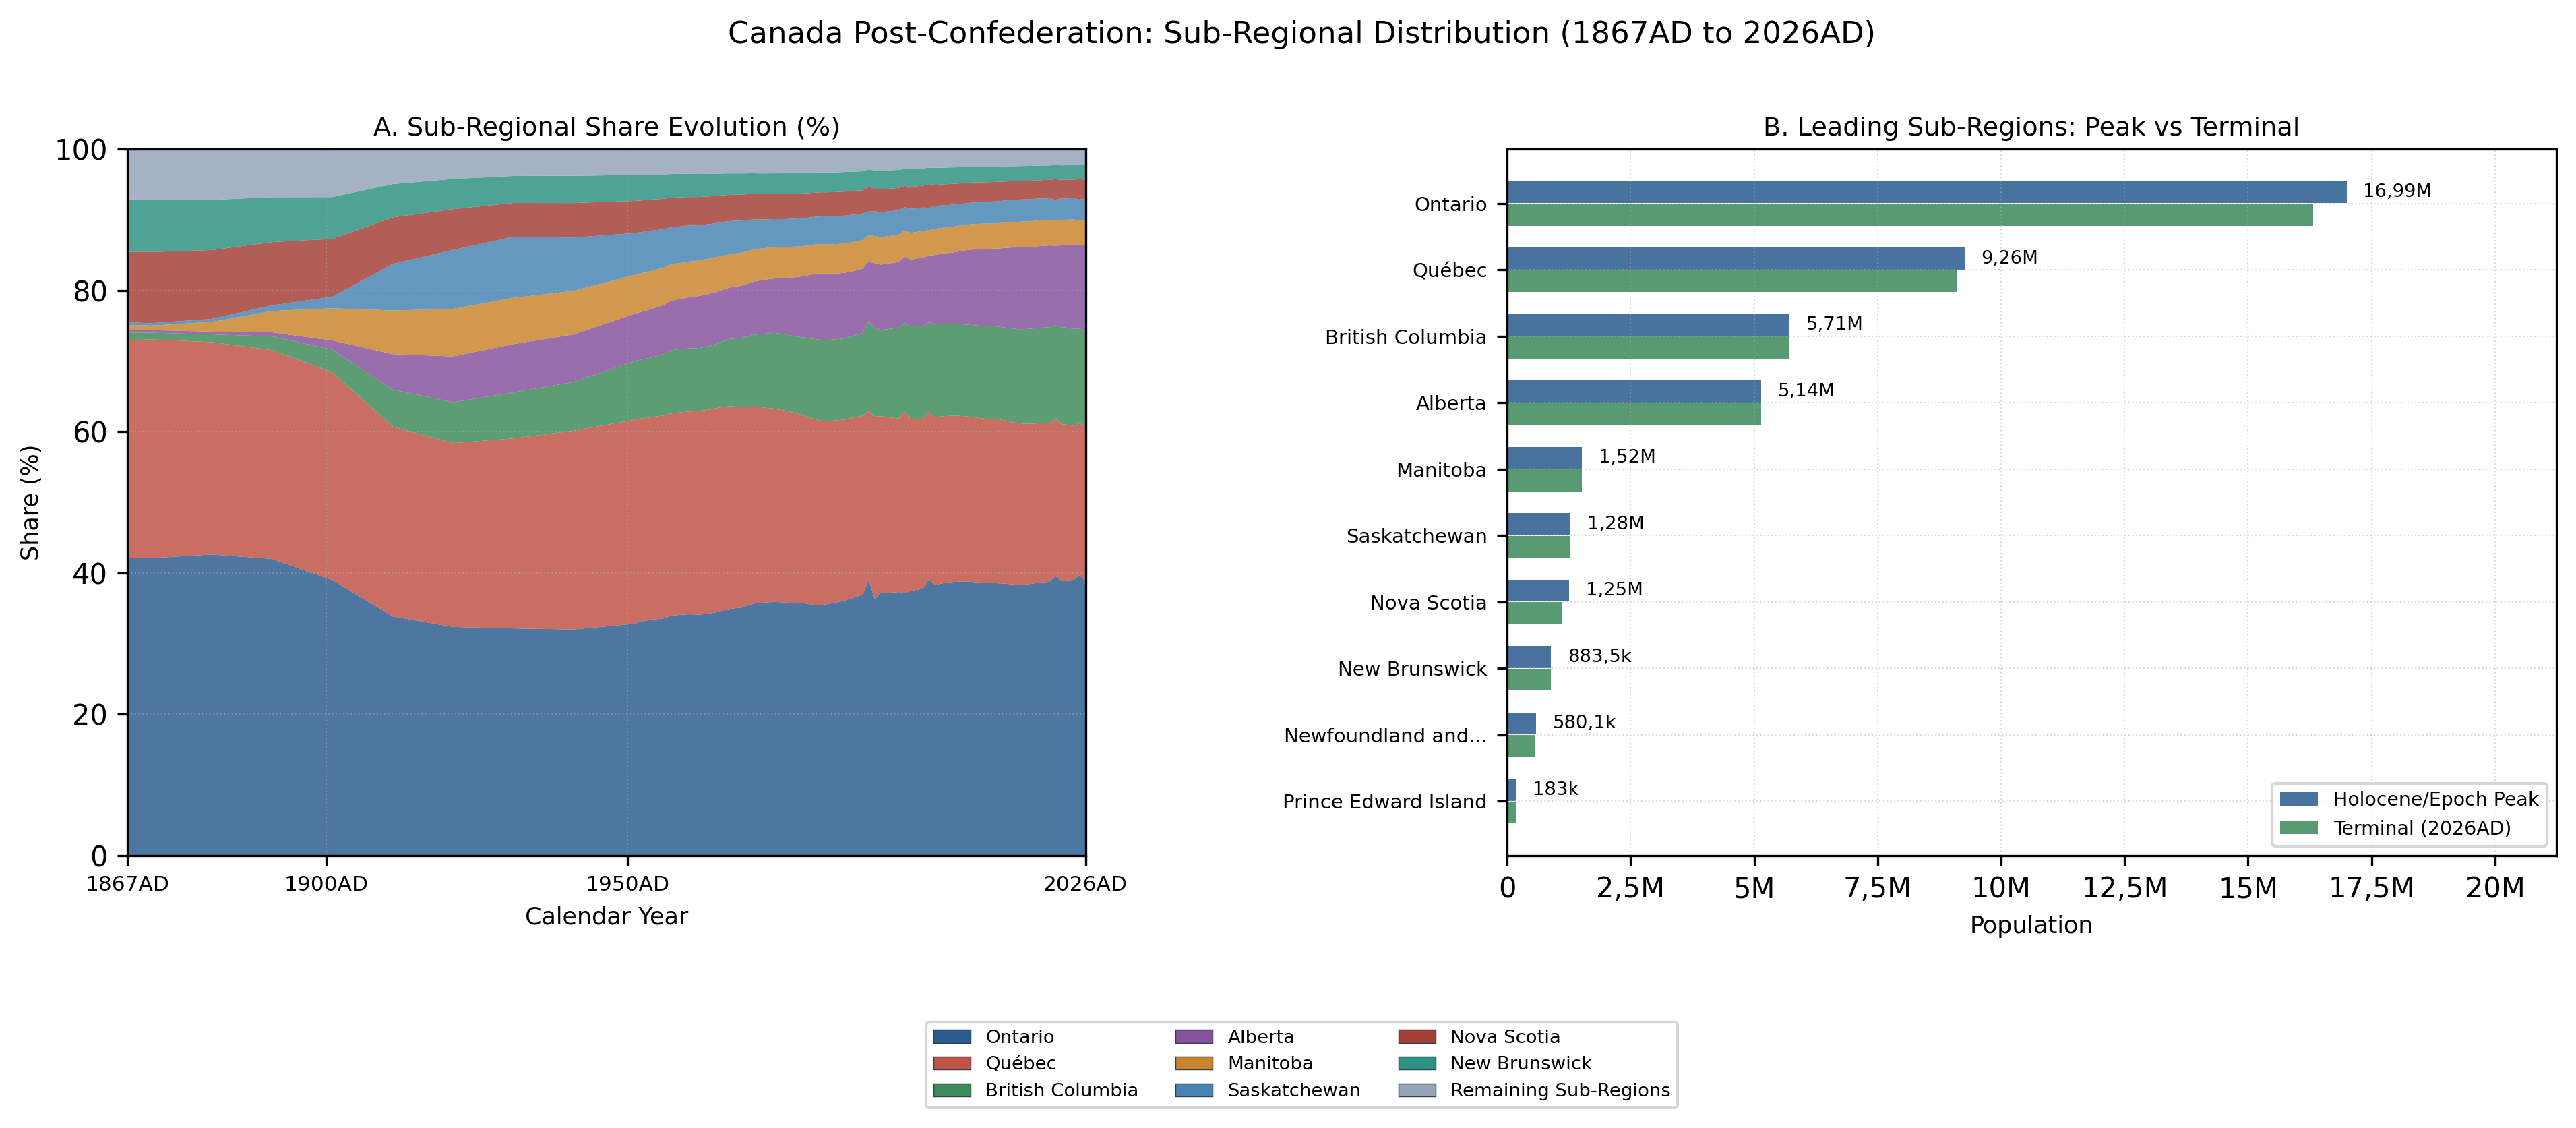 Canada Post-Confederation: Sub-Regional Distribution (1867AD to 2026AD)
A. Sub-Regional Share Evolution (%)
100
80
60
40
20
0
Share (%)
1867AD
1900AD
1950AD
2026AD
Calendar Year
B. Leading Sub-Regions: Peak vs Terminal
Ontario
16,99M
Québec
9,26M
British Columbia
5,71M
Alberta
5,14M
Manitoba
1,52M
Saskatchewan
1,28M
Nova Scotia
1,25M
New Brunswick
883,5k
Newfoundland and...
580,1k
Prince Edward Island
183k
Holocene/Epoch Peak
Terminal (2026AD)
0
2,5M
5M
7,5M
10M
12,5M
15M
17,5M
20M
Population
Ontario
Québec
British Columbia
Alberta
Manitoba
Saskatchewan
Nova Scotia
New Brunswick
Remaining Sub-Regions